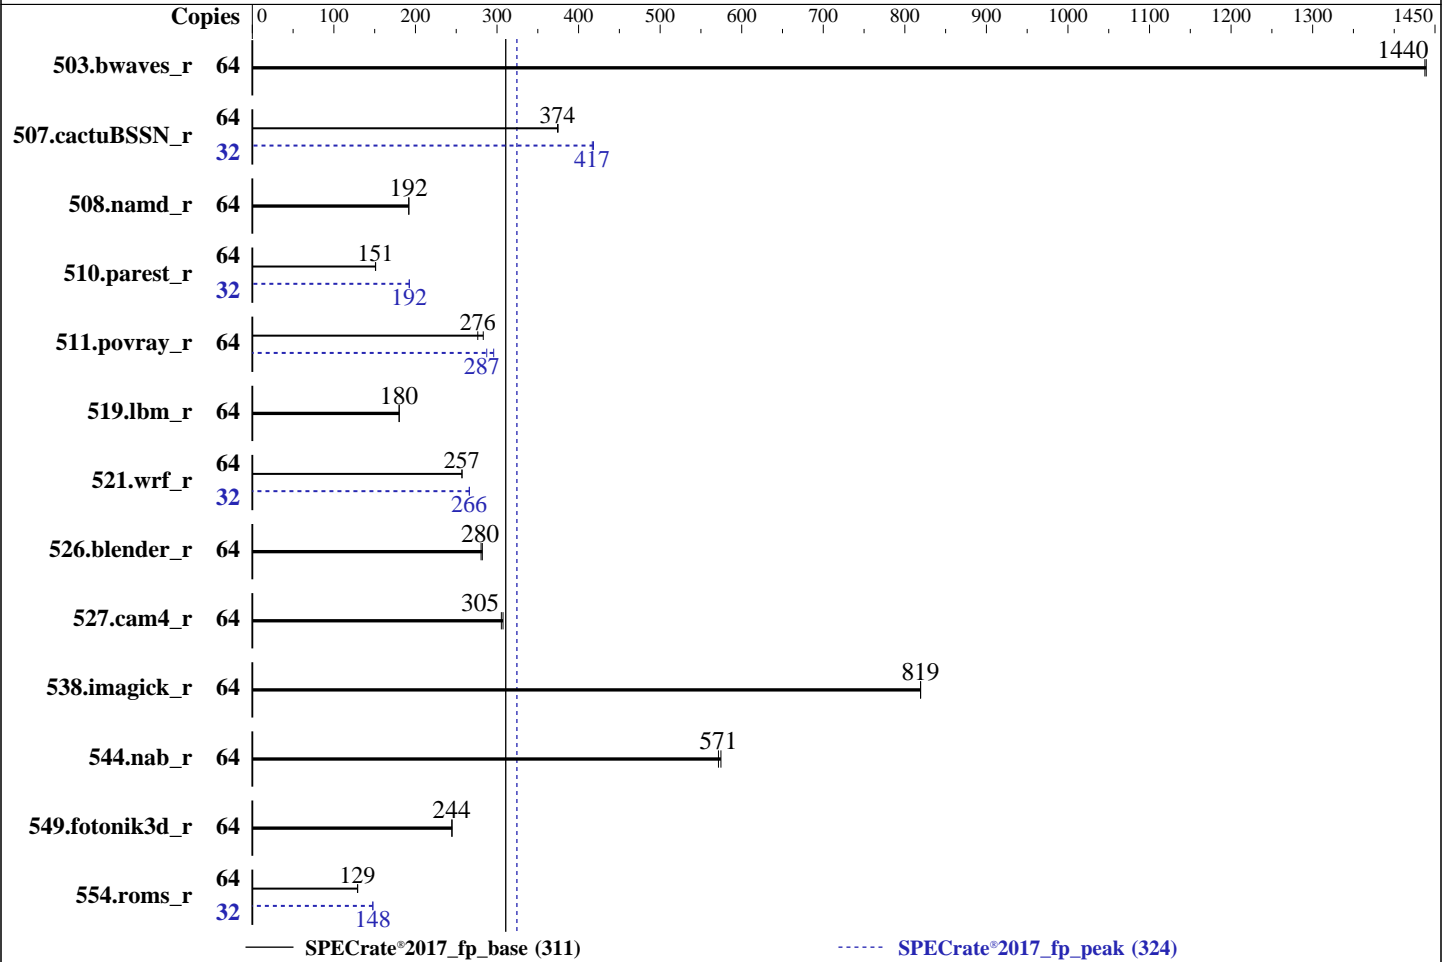 Copies 0 100 200 300 400 500 600 700 800 900 1000 1100 1200 1300 1450
503.bwaves_r 64 1440
507.cactuBSSN_r 64 374
32 417
508.namd_r 64 192
510.parest_r 64 151
32 192
511.povray_r 64 276
287
519.lbm_r 64 180
521.wrf_r 64 257
32 266
526.blender_r 64 280
527.cam4_r 64 305
538.imagick_r 64 819
544.nab_r 64 571
549.fotonik3d_r 64 244
554.roms_r 64 129
32 148
SPECrate®2017_fp_base (311) SPECrate®2017_fp_peak (324)